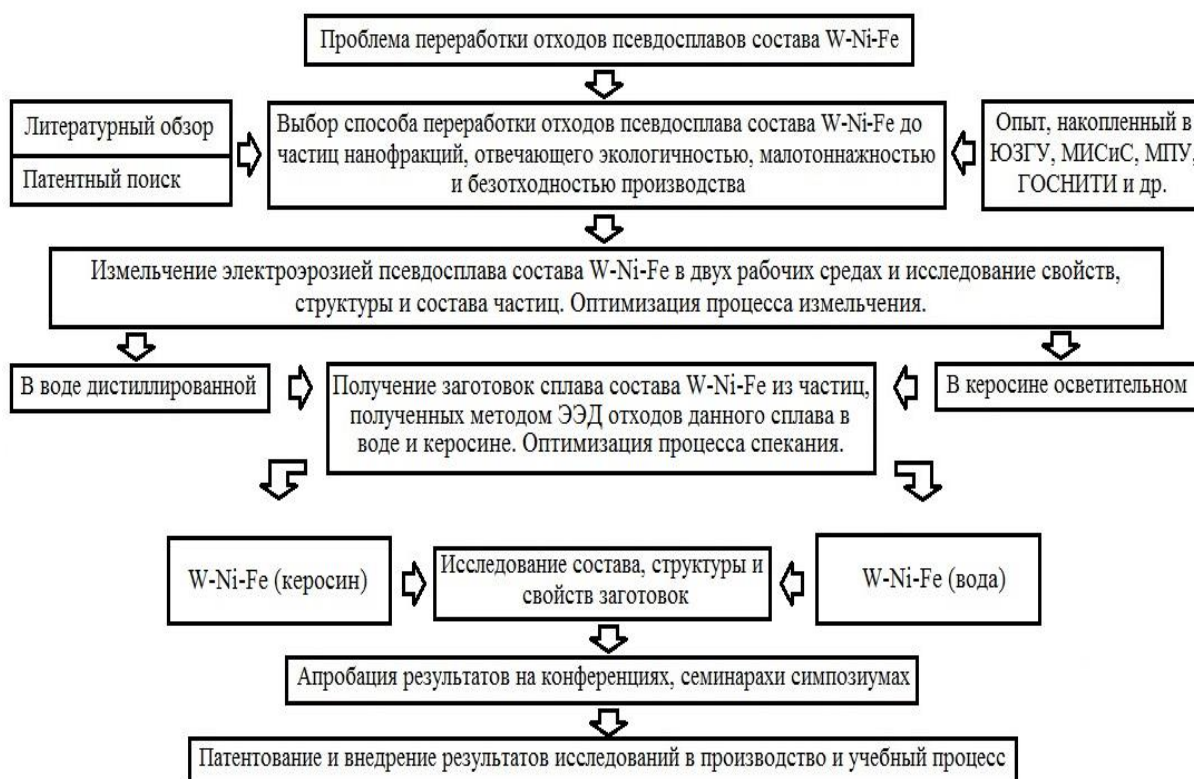 Проблема переработки отходов псевдосплавов состава W-Ni-Fe
Литературный обзор
Патентный поиск
Выбор способа переработки отходов псевдосплава состава W-Ni-Fe до
частиц нанофракций, отвечающего экологичностью, малотоннажностью
и безотходностью производства
Опыт, накопленный в
ЮЗГУ, МИСиС, МПУ,
ГОСНИТИ и др.
Измельчение электроэрозией псевдосплава состава W-Ni-Fe в двух рабочих средах и исследование свойств,
структуры и состава частиц. Оптимизация процесса измельчения.
В воде дистиллированной
Получение заготовок сплава состава W-Ni-Fe из частиц,
полученных методом ЭЭД отходов данного сплава в
воде и керосине. Оптимизация процесса спекания.
В керосине осветительном
W-Ni-Fe (керосин)
Исследование состава, структуры и
свойств заготовок
W-Ni-Fe (вода)
Апробация результатов на конференциях, семинарахи симпозиумах
Патентование и внедрение результатов исследований в производство и учебный процесс